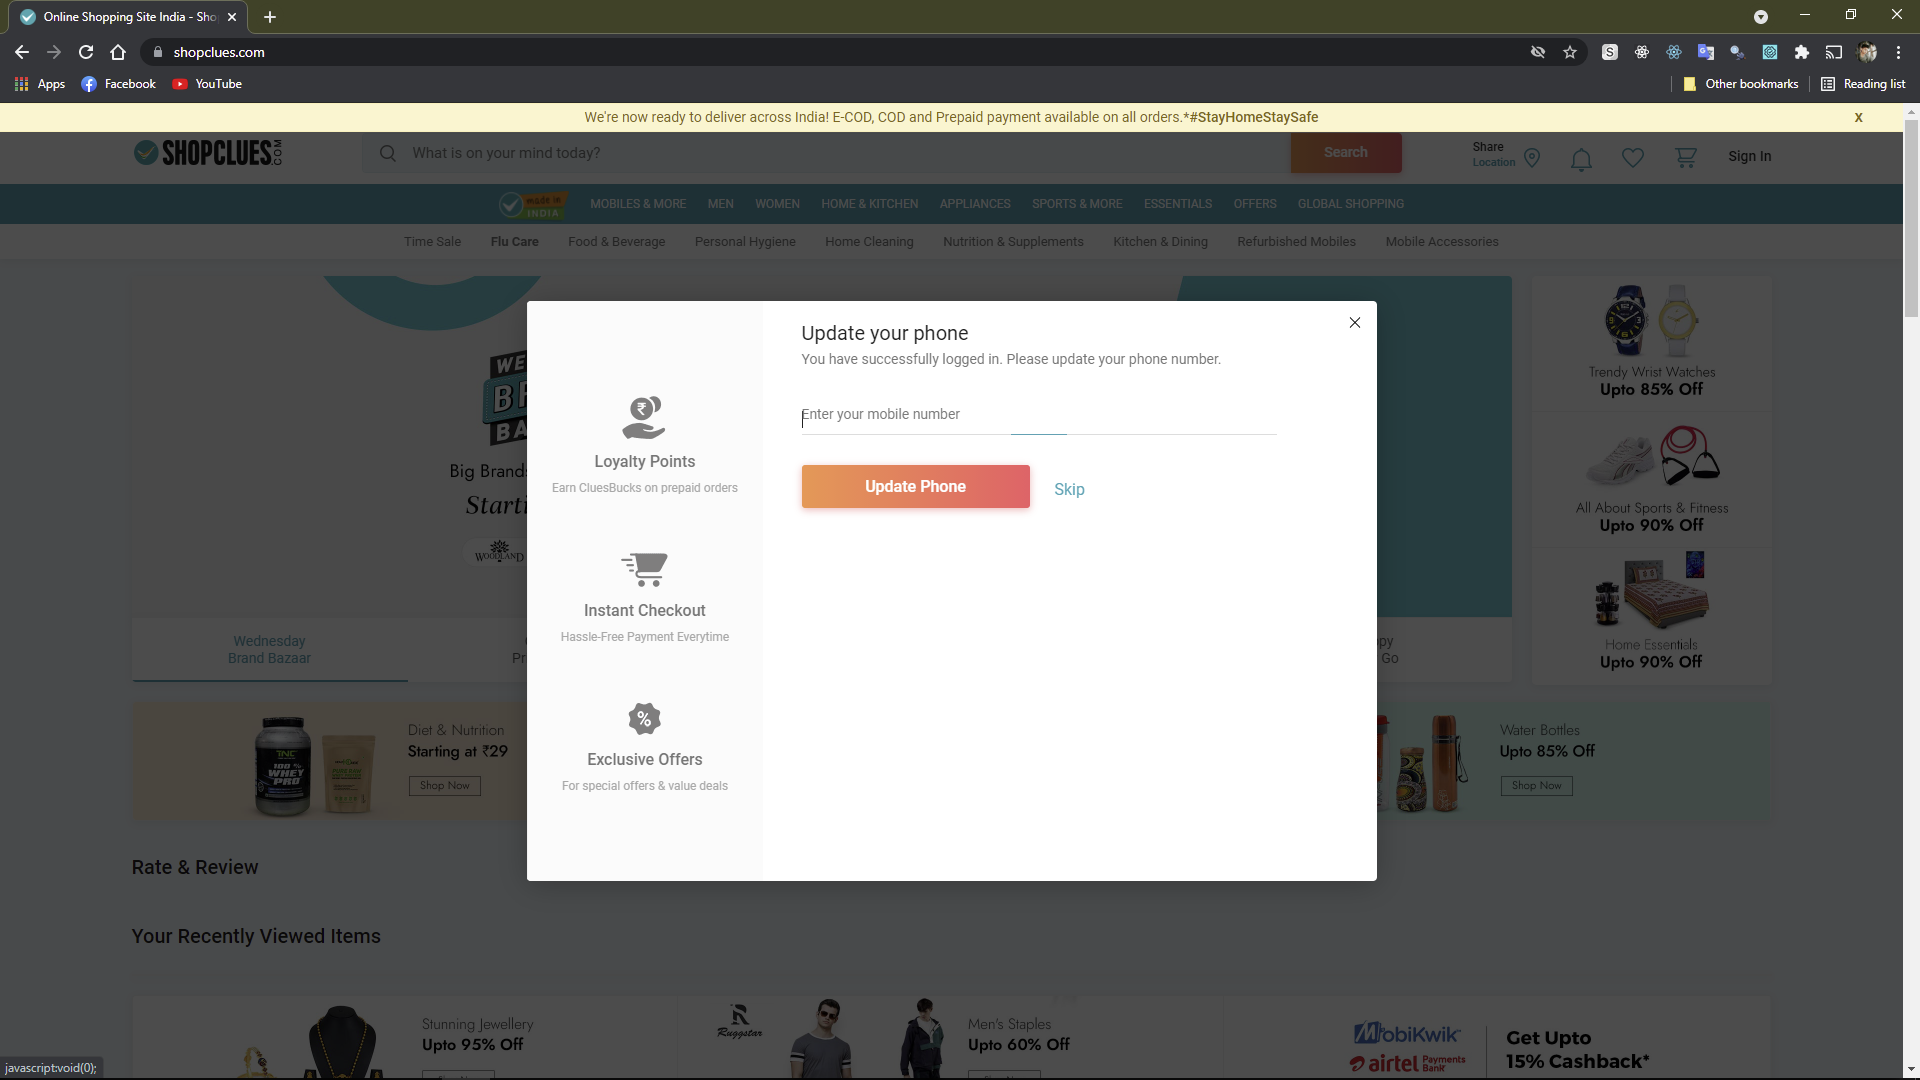 Online Shopping Site India - Sho
shopclues.com
Apps
Facebook
YouTube
Other bookmarks
Reading list
We're now ready to deliver across India! E-COD, COD and Prepaid payment available on all orders.*#StayHomeStaySafe
X
SHOPCLUES.COM
What is on your mind today?
Search
Share
Location
Sign In
made in
INDIA
MOBILES & MORE
MEN
WOMEN
HOME & KITCHEN
APPLIANCES
SPORTS & MORE
ESSENTIALS
OFFERS
GLOBAL SHOPPING
Time Sale
Flu Care
Food & Beverage
Personal Hygiene
Home Cleaning
Nutrition & Supplements
Kitchen & Dining
Refurbished Mobiles
Mobile Accessories
WE
BR
BA
Big Brands
Starti
WOODLAND
Wednesday
Brand Bazaar
Pr
py
Go
Trendy Wrist Watches
Upto 85% Off
All About Sports & Fitness
Upto 90% Off
Home Essentials
Upto 90% Off
Update your phone
You have successfully logged in. Please update your phone number.
Enter your mobile number
Update Phone
Skip
Loyalty Points
Earn CluesBucks on prepaid orders
Instant Checkout
Hassle-Free Payment Everytime
Exclusive Offers
For special offers & value deals
TNC
100 %
WHEY
PRO
Diet & Nutrition
Starting at ₹29
Shop Now
Water Bottles
Upto 85% Off
Shop Now
Rate & Review
Your Recently Viewed Items
Stunning Jewellery
Upto 95% Off
R
Ruggstar
Men's Staples
Upto 60% Off
MobiKwik
airtel Payments Bank
Get Upto
15% Cashback*
javascript:void(0);